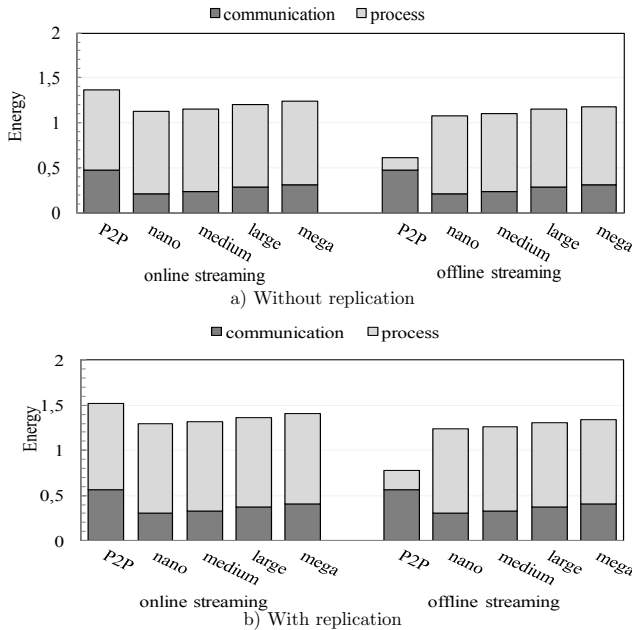 communication process
2
1,5
1
0,5
0
Energy
P2P nano medium large mega P2P nano medium large mega
online streaming offline streaming
a) Without replication
communication process
2
1,5
1
0,5
0
Energy
P2P nano medium large mega P2P nano medium large mega
online streaming offline streaming
b) With replication